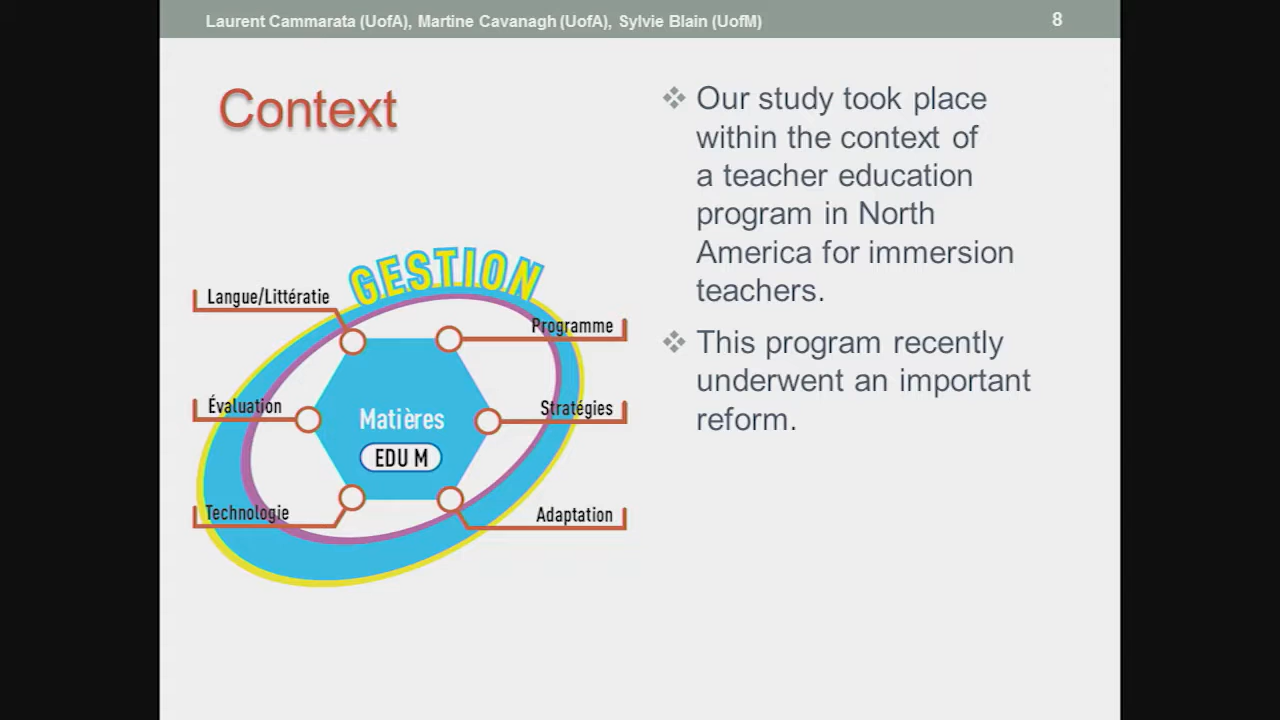 Laurent Cammarata (UofA), Martine Cavanagh (UofA), Sylvie Blain (UofM)
8
Context
GESTION
Langue/Littératie
Programme
Évaluation
Stratégies
Matières
EDU M
Technologie
Adaptation
Our study took place
within the context of
a teacher education
program in North
America for immersion
teachers.
This program recently
underwent an important
reform.